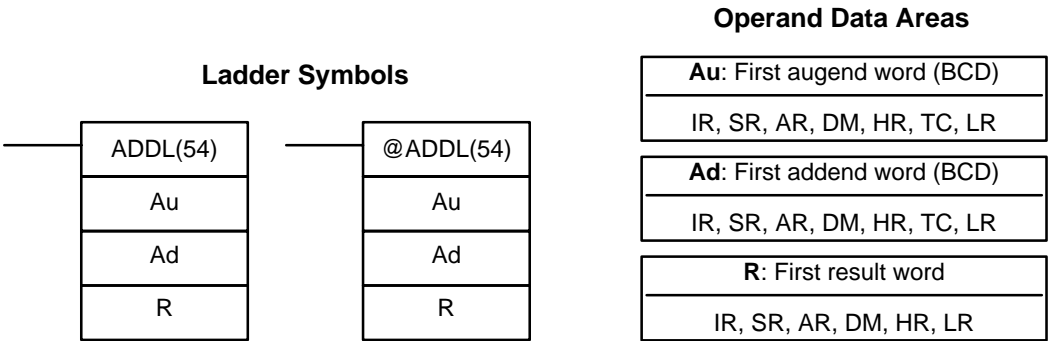 Ladder Symbols
ADDL(54)
Au
Ad
R
@ADDL(54)
Au
Ad
R
Operand Data Areas
Au: First augend word (BCD)
IR, SR, AR, DM, HR, TC, LR
Ad: First addend word (BCD)
IR, SR, AR, DM, HR, TC, LR
R: First result word
IR, SR, AR, DM, HR, LR